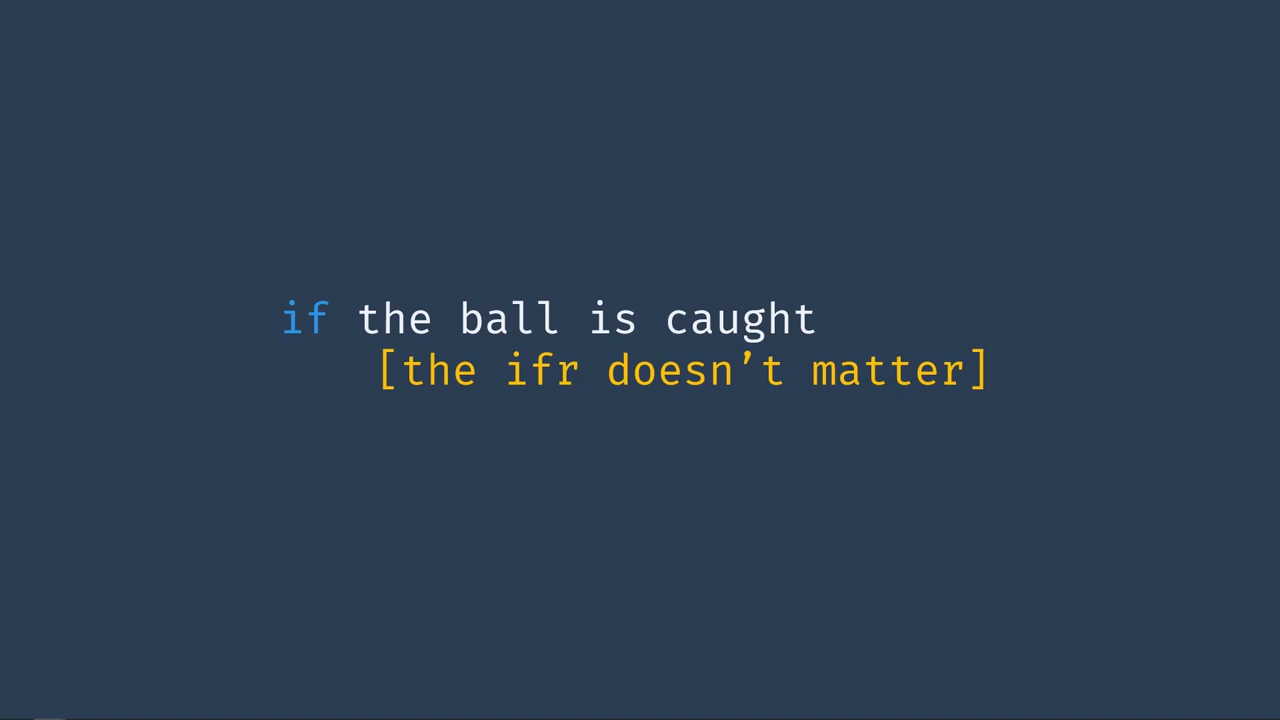 if the ball is caught
[the ifr doesn’t matter]